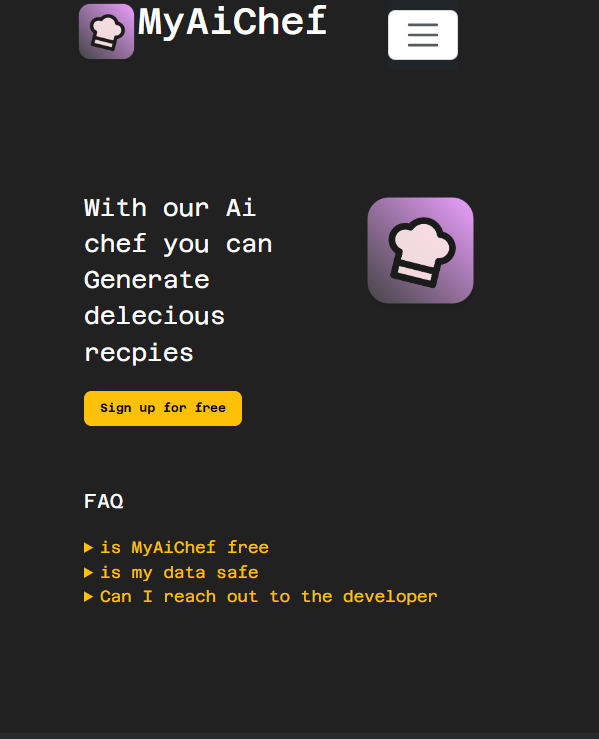 MyAiChef
With our Ai
chef you can
Generate
delecious
recpies
Sign up for free
FAQ
is MyAiChef free
is my data safe
Can I reach out to the developer